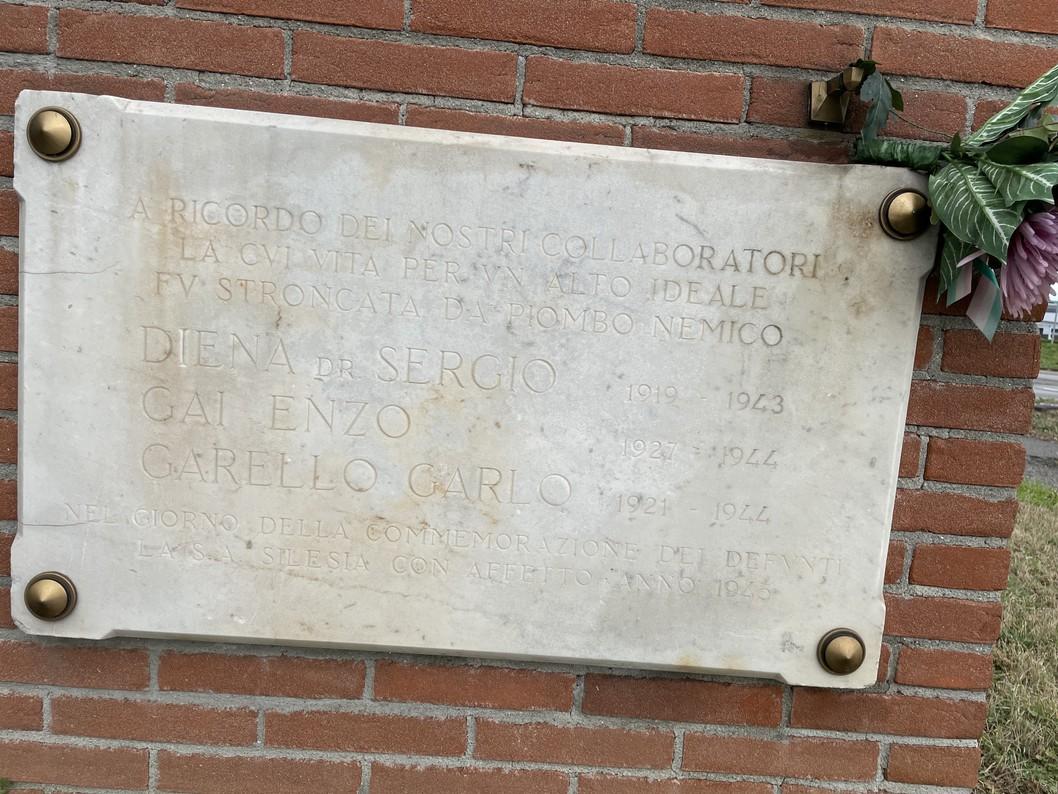 A RICORDO DEI NOSTRI COLLABORATORI
LA CVI VITA PER VN ALTO IDEALE
FV STRONCATA DA PIOMBO NEMICO
DIENA DR SERGIO 1919 - 1943
GAI ENZO 1927 - 1944
GARELLO CARLO 1921 - 1944
NEL GIORNO DELLA COMMEMORAZIONE DEI DEFVNTI
LA S.A. SILESIA CON AFFETTO ANNO 1945